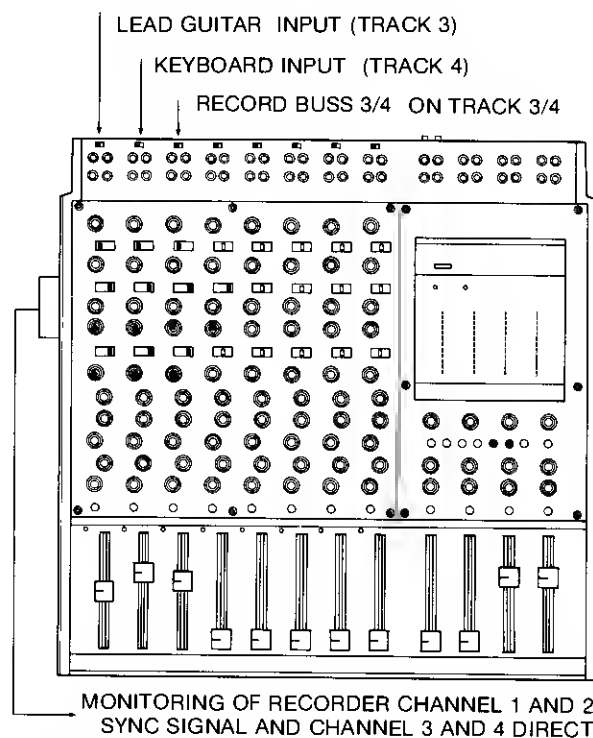 LEAD GUITAR INPUT (TRACK 3)
KEYBOARD INPUT (TRACK 4)
RECORD BUSS 3/4 ON TRACK 3/4
MONITORING OF RECORDER CHANNEL 1 AND 2
SYNC SIGNAL AND CHANNEL 3 AND 4 DIRECT